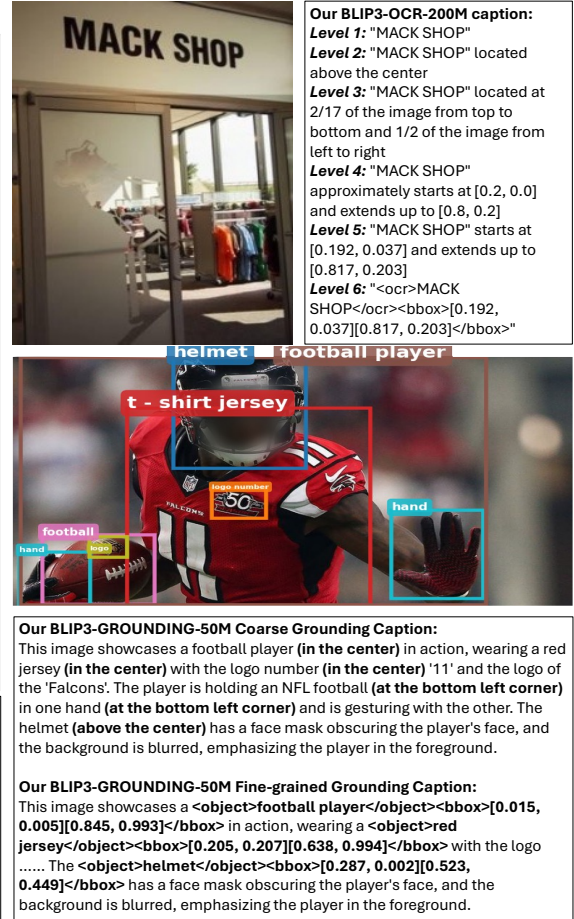 MACK SHOP
Our BLIP3-OCR-200M caption:
Level 1: "MACK SHOP"
Level 2: "MACK SHOP" located
above the center
Level 3: "MACK SHOP" located at
2/17 of the image from top to
bottom and 1/2 of the image from
left to right
Level 4: "MACK SHOP"
approximately starts at [0.2, 0.0]
and extends up to [0.8, 0.2]
Level 5: "MACK SHOP" starts at
[0.192, 0.037] and extends up to
[0.817, 0.203]
Level 6: "<ocr>MACK
SHOP</ocr><bbox>[0.192,
0.037][0.817, 0.203]</bbox>"
helmet football player
t - shirt jersey
11
logo number
50
FALCONS
hand
football
hand
logo
11
Our BLIP3-GROUNDING-50M Coarse Grounding Caption:
This image showcases a football player (in the center) in action, wearing a red
jersey (in the center) with the logo number (in the center) '11' and the logo of
the 'Falcons'. The player is holding an NFL football (at the bottom left corner)
in one hand (at the bottom left corner) and is gesturing with the other. The
helmet (above the center) has a face mask obscuring the player's face, and
the background is blurred, emphasizing the player in the foreground.
Our BLIP3-GROUNDING-50M Fine-grained Grounding Caption:
This image showcases a <object>football player</object><bbox>[0.015,
0.005][0.845, 0.993]</bbox> in action, wearing a <object>red
jersey</object><bbox>[0.205, 0.207][0.638, 0.994]</bbox> with the logo
...... The <object>helmet</object><bbox>[0.287, 0.002][0.523,
0.449]</bbox> has a face mask obscuring the player's face, and the
background is blurred, emphasizing the player in the foreground.